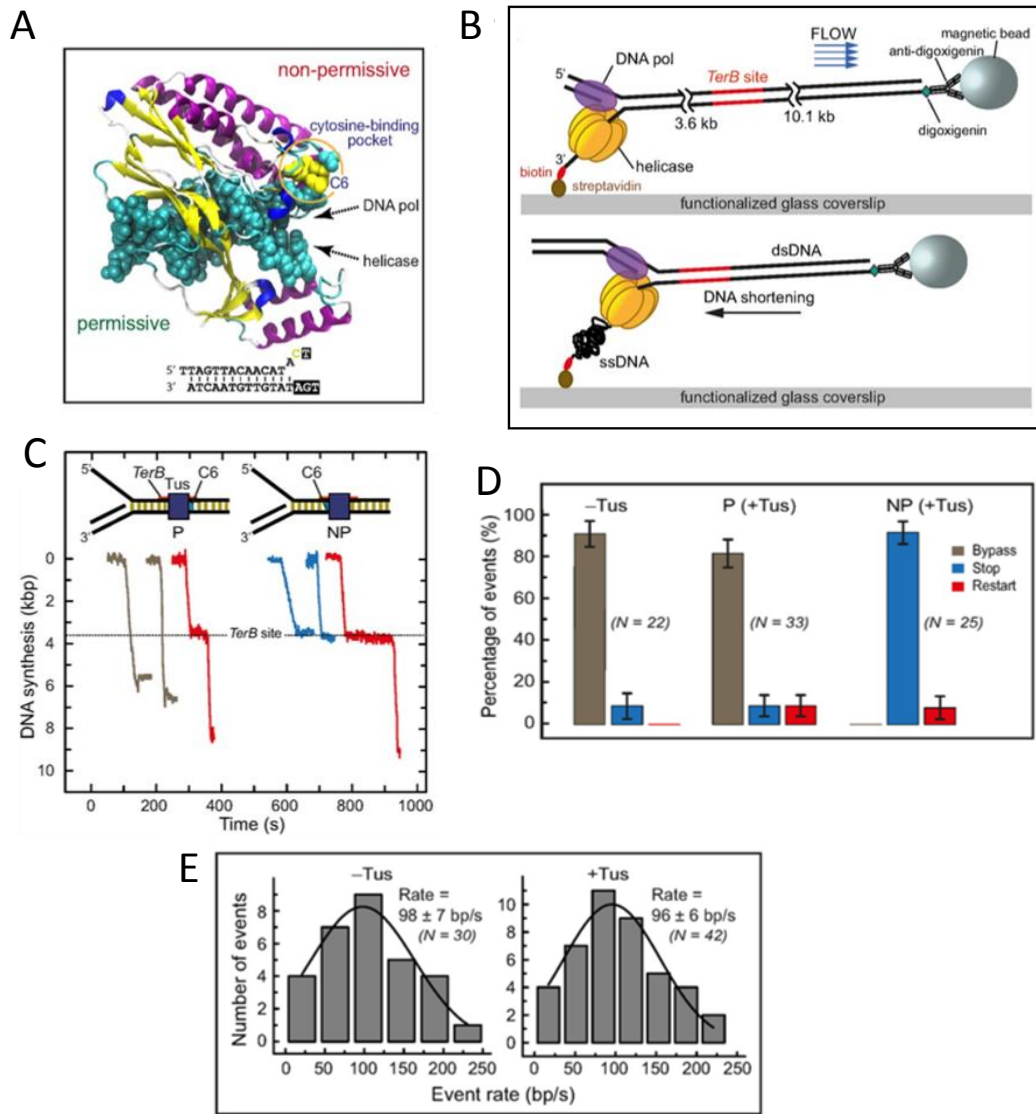 A
non-permissive
cytosine-binding
pocket
C6
DNA pol
helicase
permissive
5' TTAGTTACAACATACT
3' ATCAATGTTGTATAGT
B
FLOW
magnetic bead
anti-digoxigenin
DNA pol
5'
TerB site
3.6 kb
10.1 kb
digoxigenin
3'
helicase
biotin
streptavidin
functionalized glass coverslip
dsDNA
DNA shortening
ssDNA
functionalized glass coverslip
C
5' TerB Tus C6
3' P
5' C6
3' NP
DNA synthesis (kbp)
0
2
4
6
8
10
TerB site
0 200 400 600 800 1000
Time (s)
D
–Tus P (+Tus) NP (+Tus)
Percentage of events (%)
100
80
60
40
20
0
Bypass
Stop
Restart
(N = 22) (N = 33) (N = 25)
E
–Tus
Rate =
98 ± 7 bp/s
(N = 30)
Number of events
8
6
4
2
0
0 50 100 150 200 250
+Tus
Rate =
96 ± 6 bp/s
(N = 42)
10
8
6
4
2
0
0 50 100 150 200 250
Event rate (bp/s)